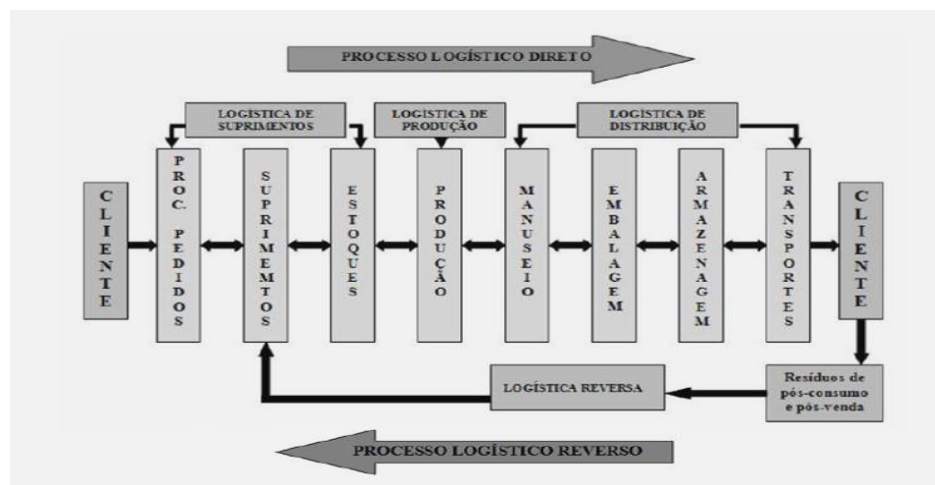 PROCESSO LOGÍSTICO DIRETO
LOGÍSTICA DE
SUPRIMENTOS
LOGÍSTICA DE
PRODUÇÃO
LOGÍSTICA DE
DISTRIBUIÇÃO
CLIENTE
PROC. PEDIDOS
SUPRIMEMTOS
ESTOQUES
PRODUÇÃO
MANUSEIO
EMBALAGEM
ARMAZENAGEM
TRANSPORTES
CLIENTE
LOGÍSTICA REVERSA
Resíduos de
pós-consumo
e pós-venda
PROCESSO LOGÍSTICO REVERSO